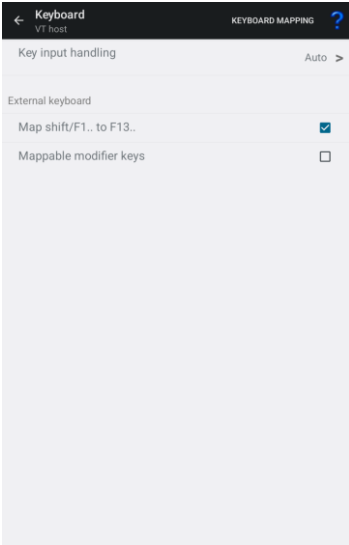 Keyboard
VT host
KEYBOARD MAPPING
?
Key input handling
Auto >
External keyboard
Map shift/F1.. to F13..
Mappable modifier keys